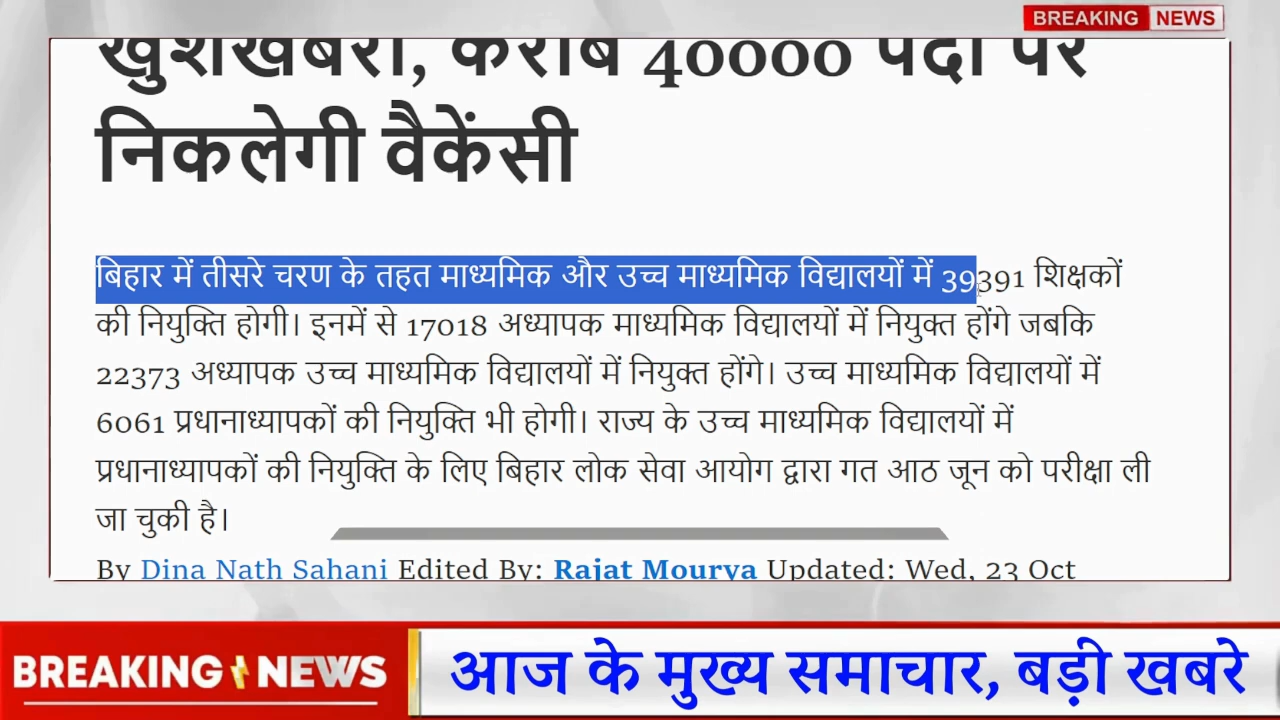 BREAKING NEWS
खुशखबरी, करीब 40000 पदों पर
निकलेगी वैकेंसी
बिहार में तीसरे चरण के तहत माध्यमिक और उच्च माध्यमिक विद्यालयों में 39391 शिक्षकों
की नियुक्ति होगी। इनमें से 17018 अध्यापक माध्यमिक विद्यालयों में नियुक्त होंगे जबकि
22373 अध्यापक उच्च माध्यमिक विद्यालयों में नियुक्त होंगे। उच्च माध्यमिक विद्यालयों में
6061 प्रधानाध्यापकों की नियुक्ति भी होगी। राज्य के उच्च माध्यमिक विद्यालयों में
प्रधानाध्यापकों की नियुक्ति के लिए बिहार लोक सेवा आयोग द्वारा गत आठ जून को परीक्षा ली
जा चुकी है।
By Dina Nath Sahani Edited By: Rajat Mourya Updated: Wed, 23 Oct
BREAKING NEWS
आज के मुख्य समाचार, बड़ी खबरे